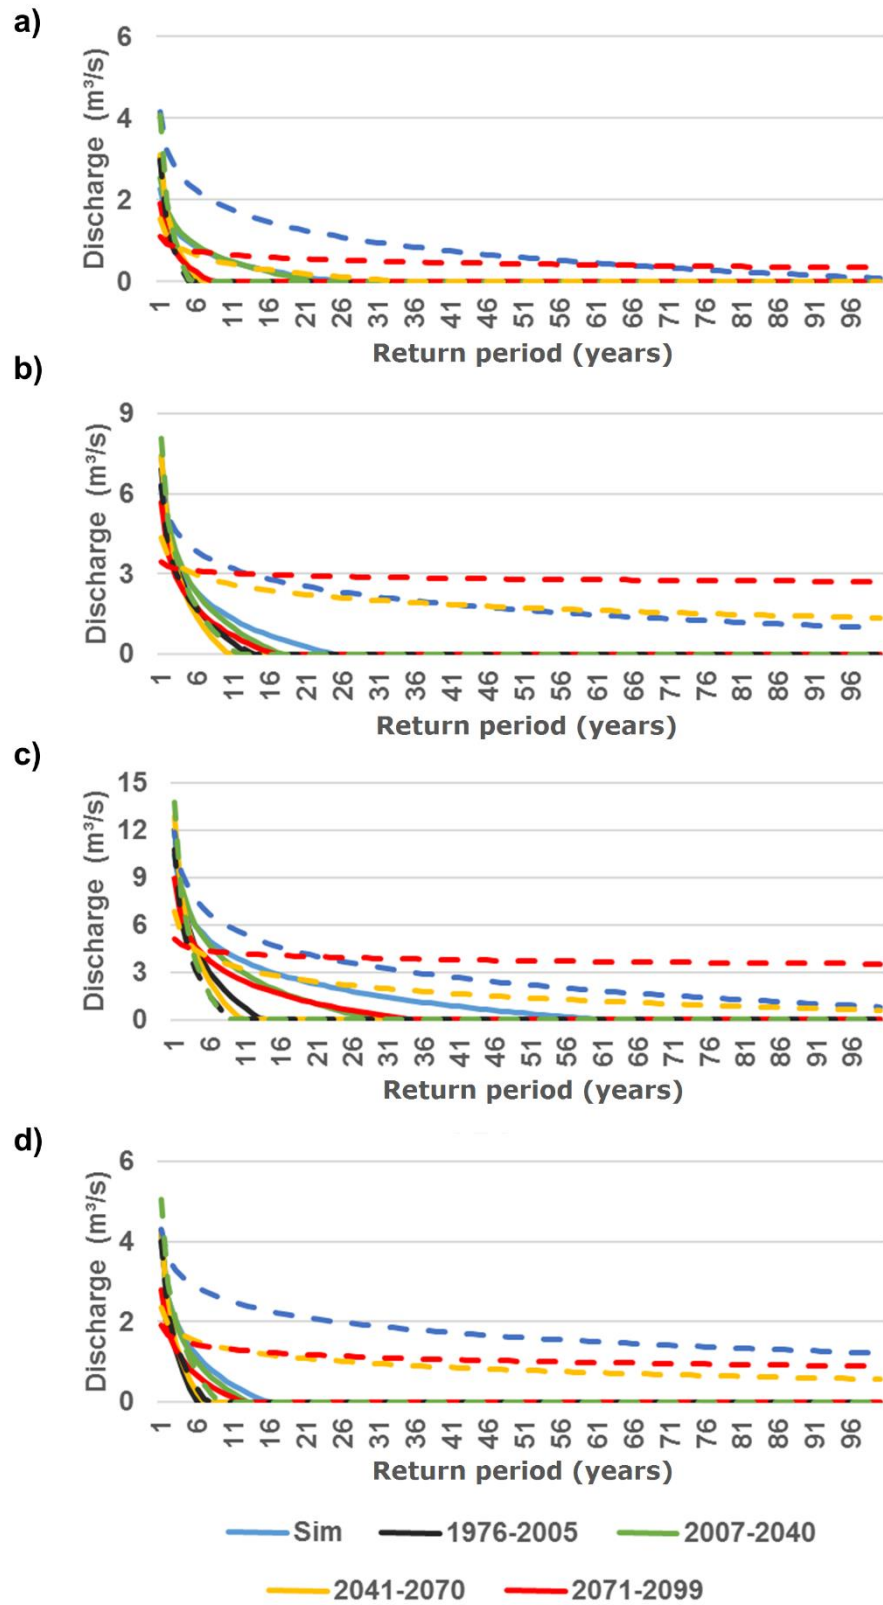 a)
Discharge (m³/s)
6
4
2
0
1 6 11 16 21 26 31 36 41 46 51 56 61 66 71 76 81 86 91 96
Return period (years)
b)
Discharge (m³/s)
9
6
3
0
1 6 11 16 21 26 31 36 41 46 51 56 61 66 71 76 81 86 91 96
Return period (years)
c)
Discharge (m³/s)
15
12
9
6
3
0
1 6 11 16 21 26 31 36 41 46 51 56 61 66 71 76 81 86 91 96
Return period (years)
d)
Discharge (m³/s)
6
4
2
0
1 6 11 16 21 26 31 36 41 46 51 56 61 66 71 76 81 86 91 96
Return period (years)
Sim 1976-2005 2007-2040
2041-2070 2071-2099